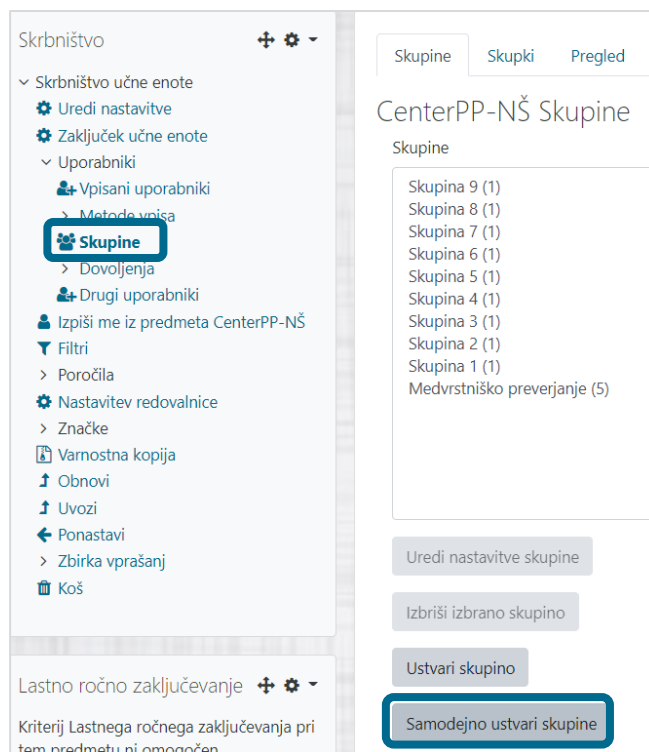 Skrbništvo
Skrbništvo učne enote
Uredi nastavitve
Zaključek učne enote
Uporabniki
Vpisani uporabniki
Metode vpisa
Skupine
Dovoljenja
Drugi uporabniki
Izpiši me iz predmeta CenterPP-NŠ
Filtri
Poročila
Nastavitev redovalnice
Značke
Varnostna kopija
Obnovi
Uvozi
Ponastavi
Zbirka vprašanj
Koš
Lastno ročno zaključevanje
Kriterij Lastnega ročnega zaključevanja pri
tem predmetu ni omogočen
Skupine Skupki Pregled
CenterPP-NŠ Skupine
Skupine
Skupina 9 (1)
Skupina 8 (1)
Skupina 7 (1)
Skupina 6 (1)
Skupina 5 (1)
Skupina 4 (1)
Skupina 3 (1)
Skupina 2 (1)
Skupina 1 (1)
Medvrstniško preverjanje (5)
Uredi nastavitve skupine
Izbriši izbrano skupino
Ustvari skupino
Samodejno ustvari skupine